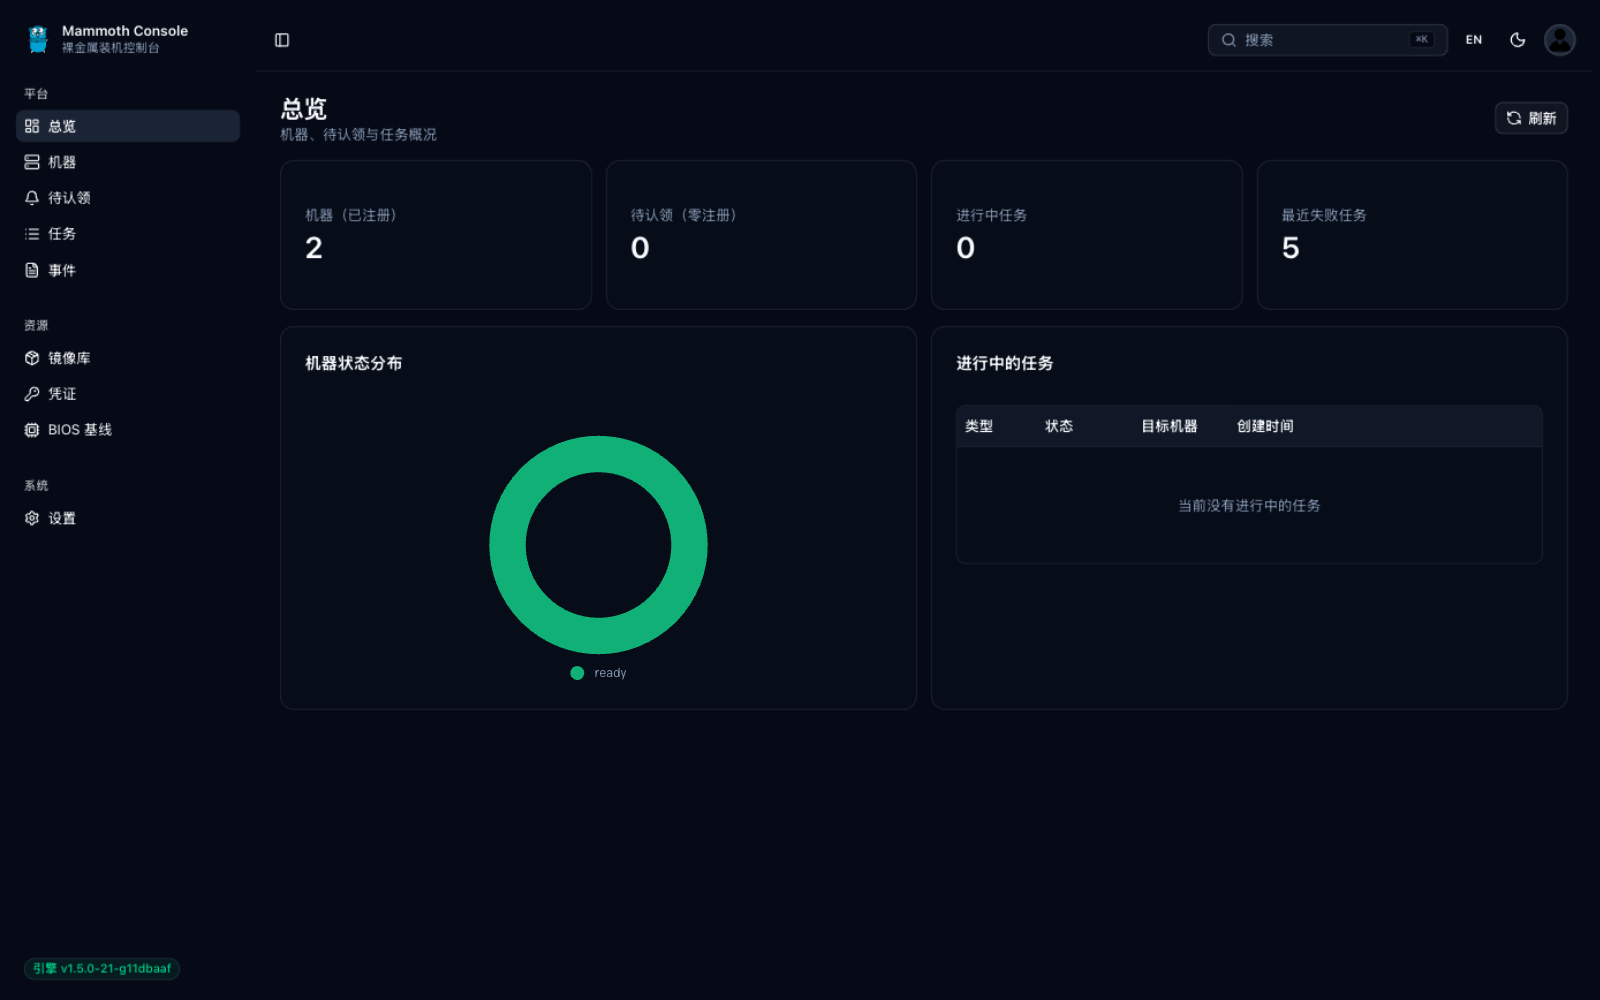 Mammoth Console
裸金属装机控制台
搜索
⌘K
EN
平台
总览
机器
待认领
任务
事件
资源
镜像库
凭证
BIOS 基线
系统
设置
引擎 v1.5.0-21-g11dbaaf
总览
机器、待认领与任务概况
刷新
机器（已注册）
2
待认领（零注册）
0
进行中任务
0
最近失败任务
5
机器状态分布
ready
进行中的任务
类型 状态 目标机器 创建时间
当前没有进行中的任务